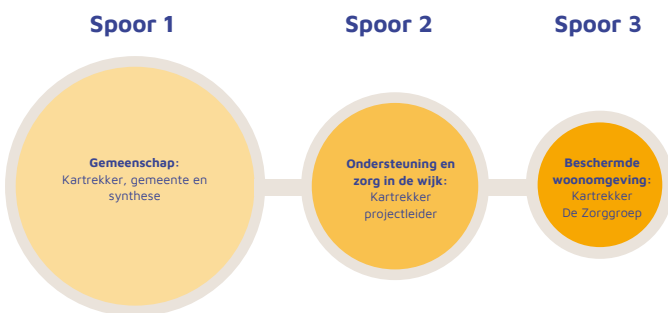 Spoor 1
Spoor 2
Spoor 3
Gemeenschap:
Kartrekker, gemeente en
synthese
Ondersteuning en
zorg in de wijk:
Kartrekker
projectleider
Beschermde
woonomgeving:
Kartrekker
De Zorggroep